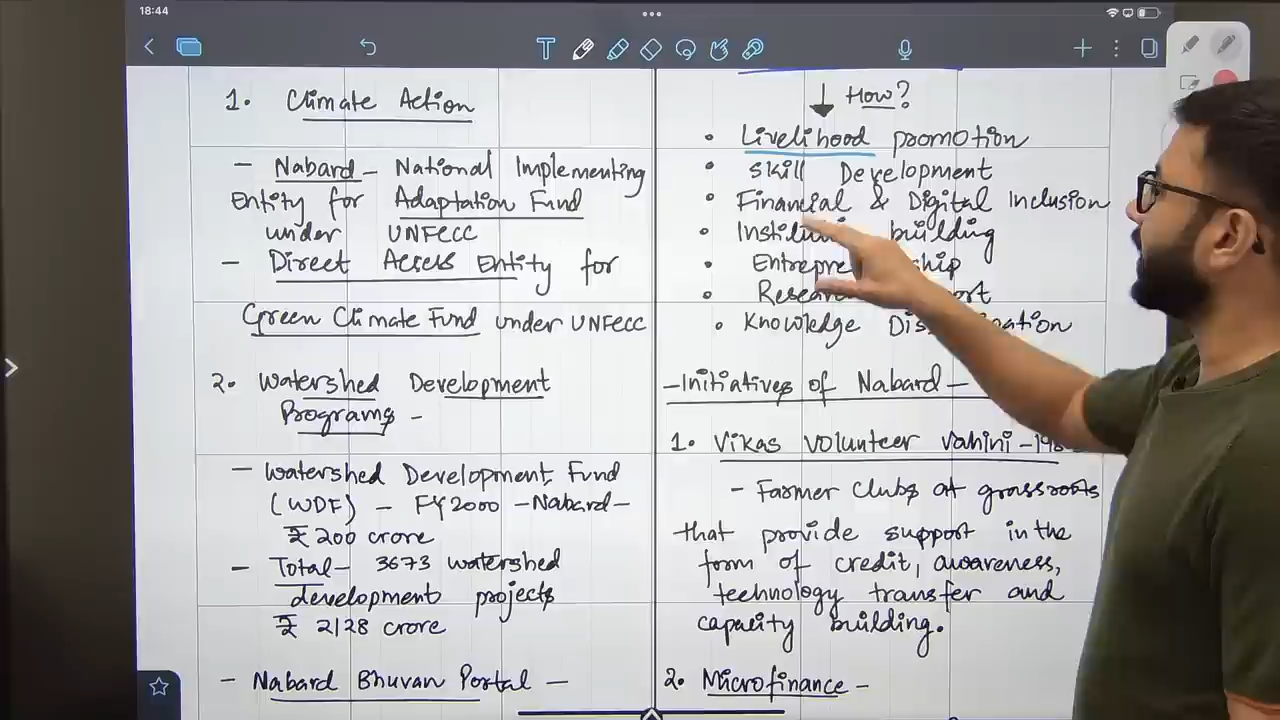 18:44
1. Climate Action
- Nabard - National Implementing
Entity for Adaptation Fund
under UNFCCC
- Direct Access Entity for
Green Climate Fund under UNFCCC
2. Watershed Development
Programs -
- Watershed Development Fund
(WDF) - FY 2000 - Nabard -
₹ 200 crore
- Total - 3673 watershed
development projects
₹ 2128 crore
- Nabard Bhuvan Portal -
How?
• Livelihood promotion
• Skill Development
• Financial & Digital Inclusion
• building
•
•
• Knowledge
- Initiatives of Nabard -
1. Vikas Volunteer Vahini -
- Farmer Clubs at grassroots
that provide support in the
form of credit, awareness,
technology transfer and
capacity building.
2. Microfinance -